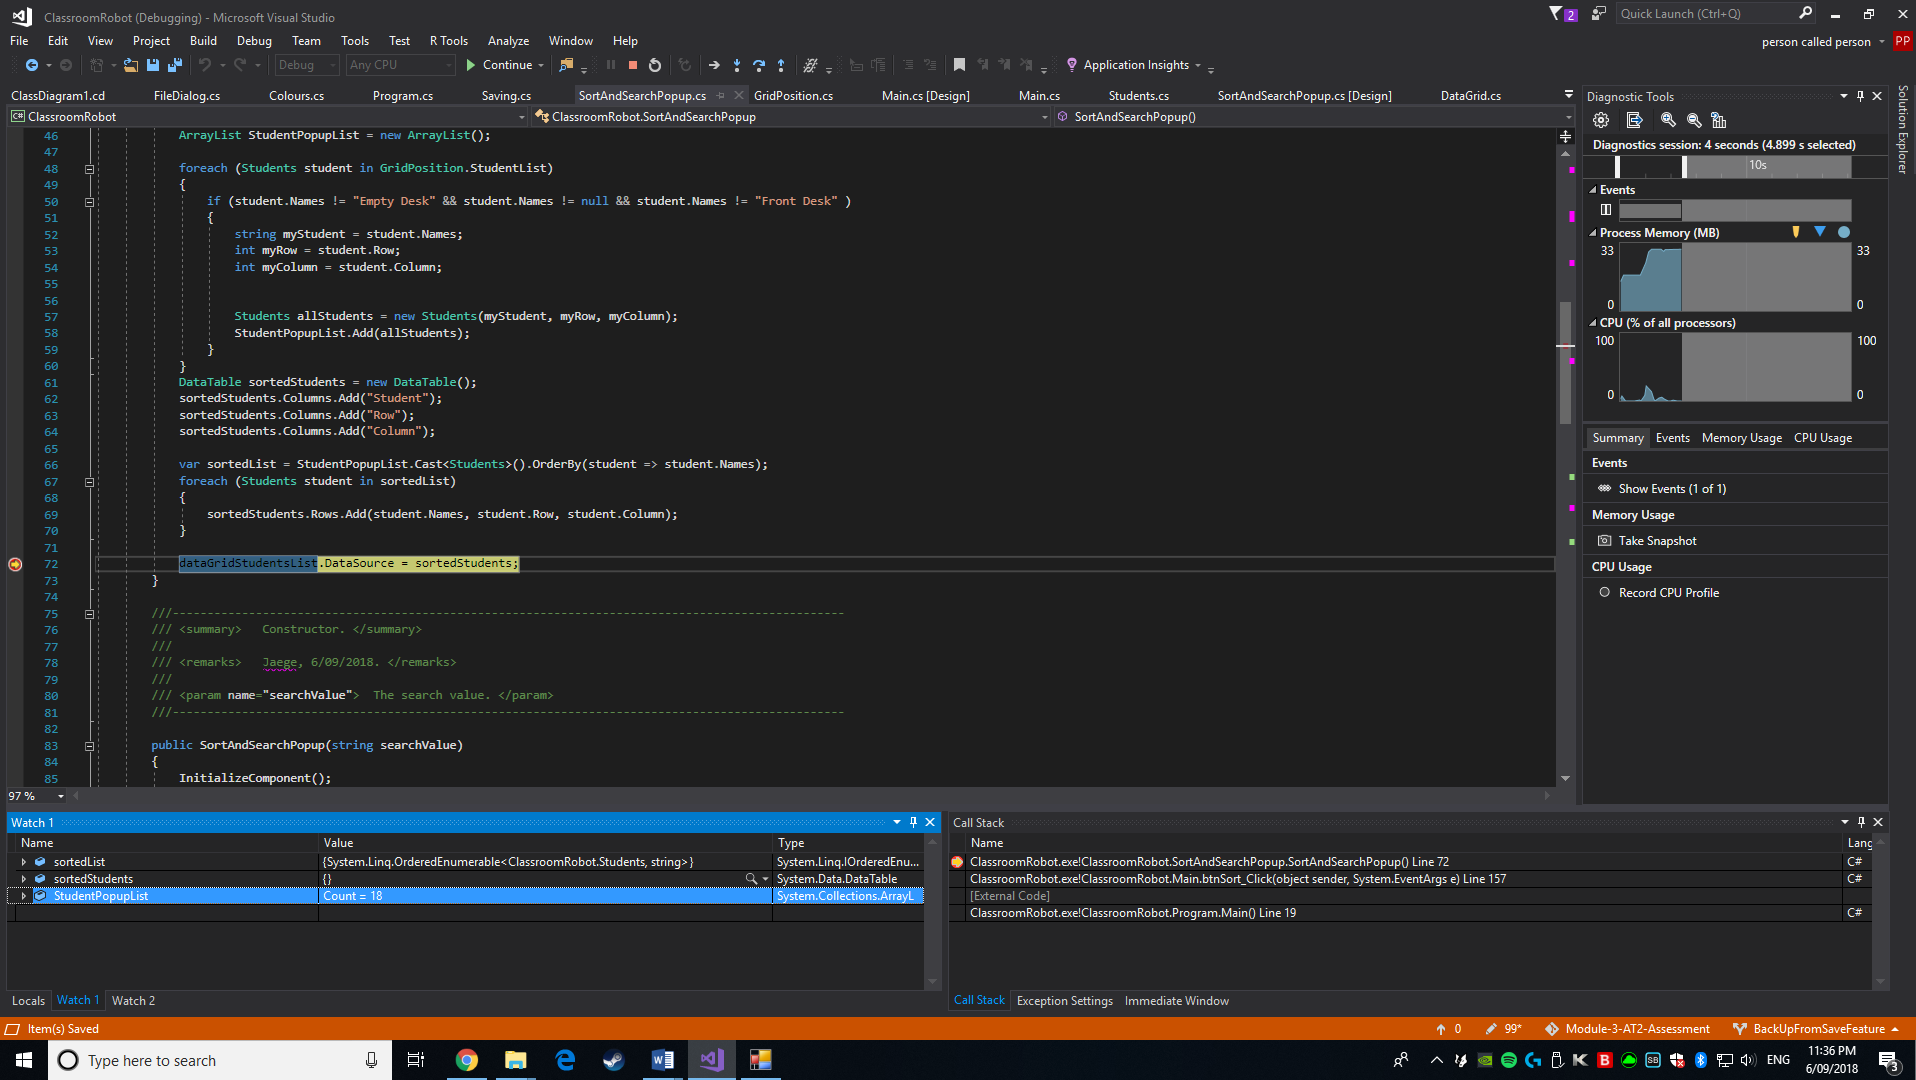 ClassroomRobot (Debugging) - Microsoft Visual Studio
2
Quick Launch (Ctrl+Q)
File Edit View Project Build Debug Team Tools Test R Tools Analyze Window Help
person called person
PP
Debug Any CPU Continue Application Insights
ClassDiagram1.cd FileDialog.cs Colours.cs Program.cs Saving.cs SortAndSearchPopup.cs GridPosition.cs Main.cs [Design] Main.cs Students.cs SortAndSearchPopup.cs [Design] DataGrid.cs
C# ClassroomRobot ClassroomRobot.SortAndSearchPopup SortAndSearchPopup()
46 ArrayList StudentPopupList = new ArrayList();
47
48 foreach (Students student in GridPosition.StudentList)
49 {
50 if (student.Names != "Empty Desk" && student.Names != null && student.Names != "Front Desk" )
51 {
52 string myStudent = student.Names;
53 int myRow = student.Row;
54 int myColumn = student.Column;
55
56
57 Students allStudents = new Students(myStudent, myRow, myColumn);
58 StudentPopupList.Add(allStudents);
59 }
60 }
61 DataTable sortedStudents = new DataTable();
62 sortedStudents.Columns.Add("Student");
63 sortedStudents.Columns.Add("Row");
64 sortedStudents.Columns.Add("Column");
65
66 var sortedList = StudentPopupList.Cast<Students>().OrderBy(student => student.Names);
67 foreach (Students student in sortedList)
68 {
69 sortedStudents.Rows.Add(student.Names, student.Row, student.Column);
70 }
71
72 dataGridStudentsList.DataSource = sortedStudents;
73 }
74
75 ///-------------------------------------------------------------------------------------------------
76 /// <summary> Constructor. </summary>
77 ///
78 /// <remarks> Jaege, 6/09/2018. </remarks>
79 ///
80 /// <param name="searchValue"> The search value. </param>
81 ///-------------------------------------------------------------------------------------------------
82
83 public SortAndSearchPopup(string searchValue)
84 {
85 InitializeComponent();
97 %
Diagnostic Tools
Diagnostics session: 4 seconds (4.899 s selected)
10s
Events
Process Memory (MB)
33 33
0 0
CPU (% of all processors)
100 100
0 0
Summary Events Memory Usage CPU Usage
Events
Show Events (1 of 1)
Memory Usage
Take Snapshot
CPU Usage
Record CPU Profile
Solution Explorer
Watch 1
Name Value Type
sortedList {System.Linq.OrderedEnumerable<ClassroomRobot.Students, string>} System.Linq.IOrderedEnu...
sortedStudents {} System.Data.DataTable
StudentPopupList Count = 18 System.Collections.ArrayL
Locals Watch 1 Watch 2
Call Stack
Name Lang
ClassroomRobot.exe!ClassroomRobot.SortAndSearchPopup.SortAndSearchPopup() Line 72 C#
ClassroomRobot.exe!ClassroomRobot.Main.btnSort_Click(object sender, System.EventArgs e) Line 157 C#
[External Code]
ClassroomRobot.exe!ClassroomRobot.Program.Main() Line 19 C#
Call Stack Exception Settings Immediate Window
Item(s) Saved
0 99* Module-3-AT2-Assessment BackUpFromSaveFeature
Type here to search
ENG
11:36 PM
6/09/2018
3